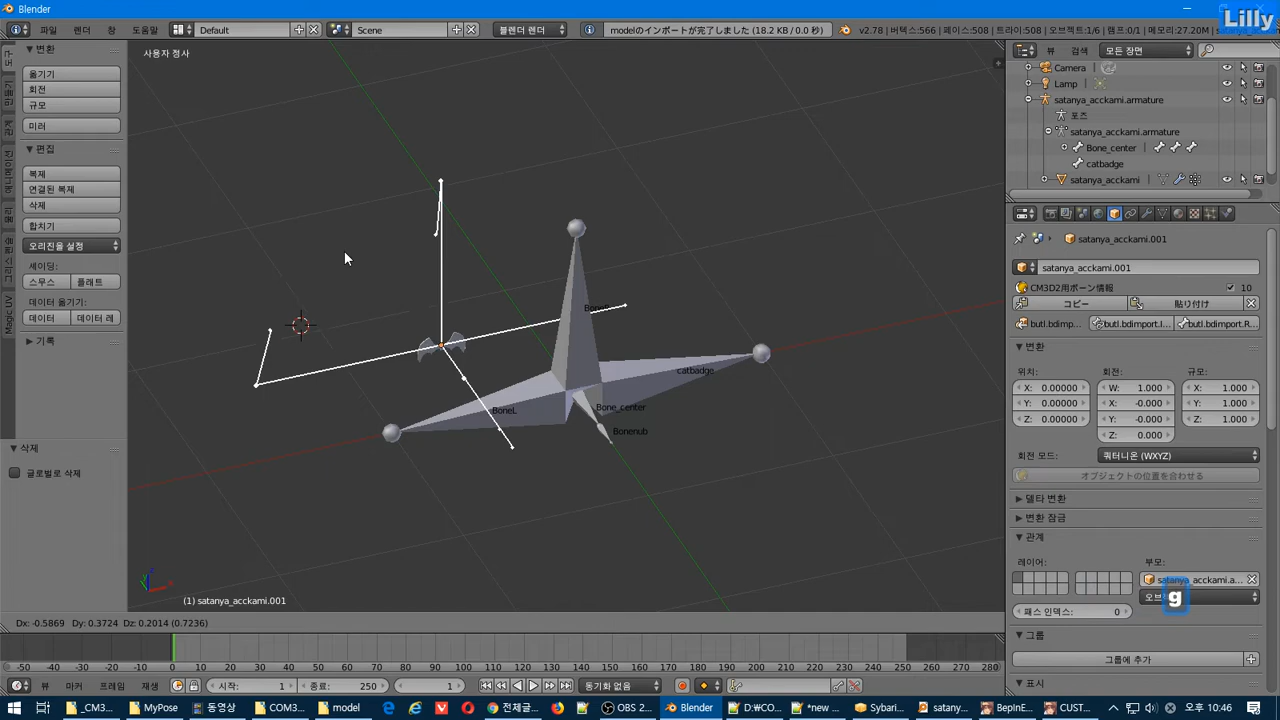 Blender
Lilly
파일 렌더 창 도움말 Default Scene 블렌더 렌더 modelのインポートが完了しました (18.2 KB / 0.0 秒) v2.78 | 버텍스:566 | 페이스:508 | 트라이:508 | 오브젝트:1/6 | 램프:0/1 | 메모리:27.20M
사용자 정사
변환
옮기기
회전
규모
미러
편집
복제
연결된 복제
삭제
합치기
오리진을 설정
셰이딩:
스무스 플래트
데이터 옮기기:
데이터 데이터 레
기록
삭제
글로벌로 삭제
Magic UV
BoneR
catbadge
BoneL
Bone_center
Bonenub
(1) satanya_acckami.001
Dx: -0.5869 Dy: 0.3724 Dz: 0.2014 (0.7236)
뷰 검색 모든 장면
Camera
Lamp
satanya_acckami.armature
포즈
satanya_acckami.armature
Bone_center
catbadge
satanya_acckami
satanya_acckami.001
satanya_acckami.001
CM3D2用ボーン情報 10
コピー 貼り付け
butl.bdimp... butl.bdimport.l... butl.bdimport.R...
변환
위치: 회전: 규모:
X: 0.00000 W: 1.000 X: 1.000
Y: 0.00000 X: -0.000 Y: 1.000
Z: 0.00000 Y: -0.000 Z: 1.000
Z: 0.000
회전 모드: 쿼터니온 (WXYZ)
オブジェクトの位置を合わせる
델타 변환
변환 잠금
관계
레이어: 부모:
satanya_acckami.a...
오브
g
패스 인덱스: 0
그룹
그룹에 추가
표시
-50 -40 -30 -20 -10 0 10 20 30 40 50 60 70 80 90 100 110 120 130 140 150 160 170 180 190 200 210 220 230 240 250 260 270 280
뷰 마커 프레임 재생 시작: 1 종료: 250 1 동기화 없음
_CM3... MyPose 동영상 COM3... model 전체글... OBS 2... Blender D:₩CO... *new ... Sybari... satany... BepInE... CUST... 오후 10:46